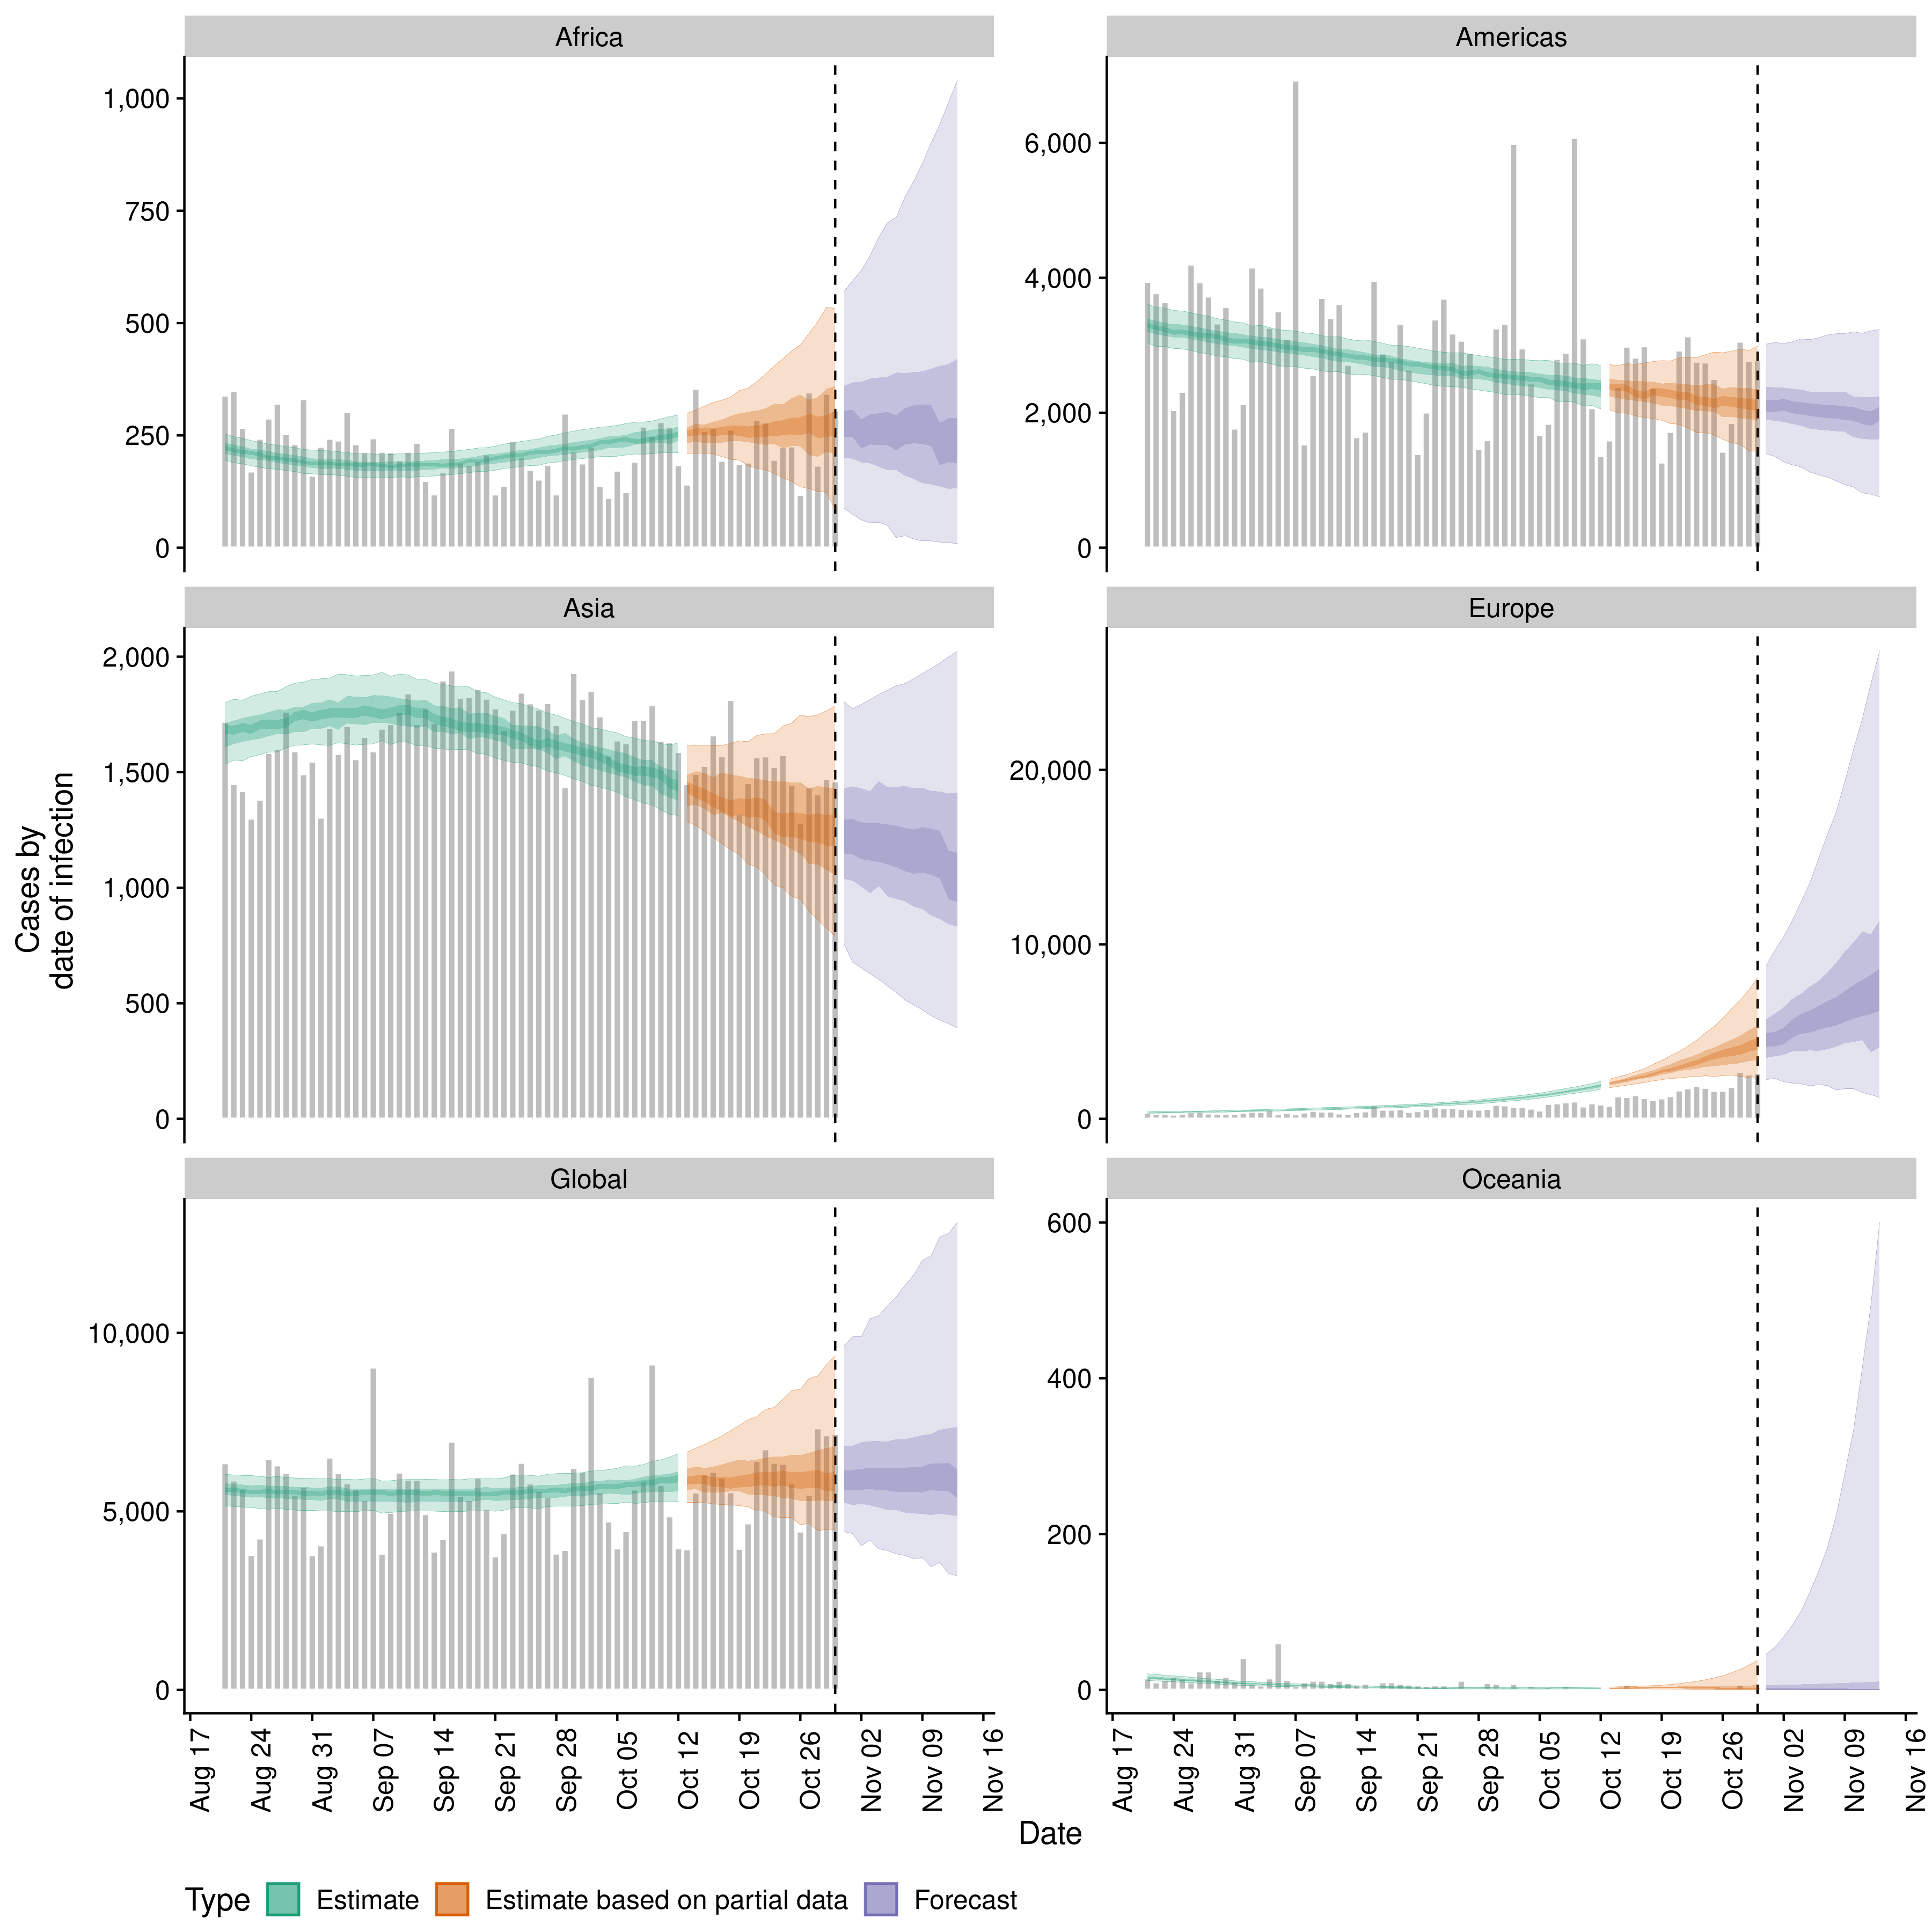 Africa
Americas
1,000
750
500
250
0
6,000
4,000
2,000
0
Asia
Europe
2,000
1,500
1,000
500
0
20,000
10,000
0
Global
Oceania
10,000
5,000
0
600
400
200
0
Cases by
date of infection
Aug 17
Aug 24
Aug 31
Sep 07
Sep 14
Sep 21
Sep 28
Oct 05
Oct 12
Oct 19
Oct 26
Nov 02
Nov 09
Nov 16
Aug 17
Aug 24
Aug 31
Sep 07
Sep 14
Sep 21
Sep 28
Oct 05
Oct 12
Oct 19
Oct 26
Nov 02
Nov 09
Nov 16
Date
Type Estimate Estimate based on partial data Forecast